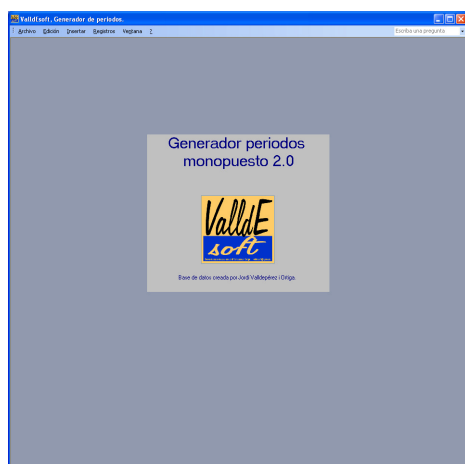 ValldEsoft, Generador de periodos.
Archivo Edición Insertar Registros Ventana ?
Escriba una pregunta
Generador periodos
monopuesto 2.0
ValldE
soft
Base de datos creada por Jordi Valldepérez i Ortiga.